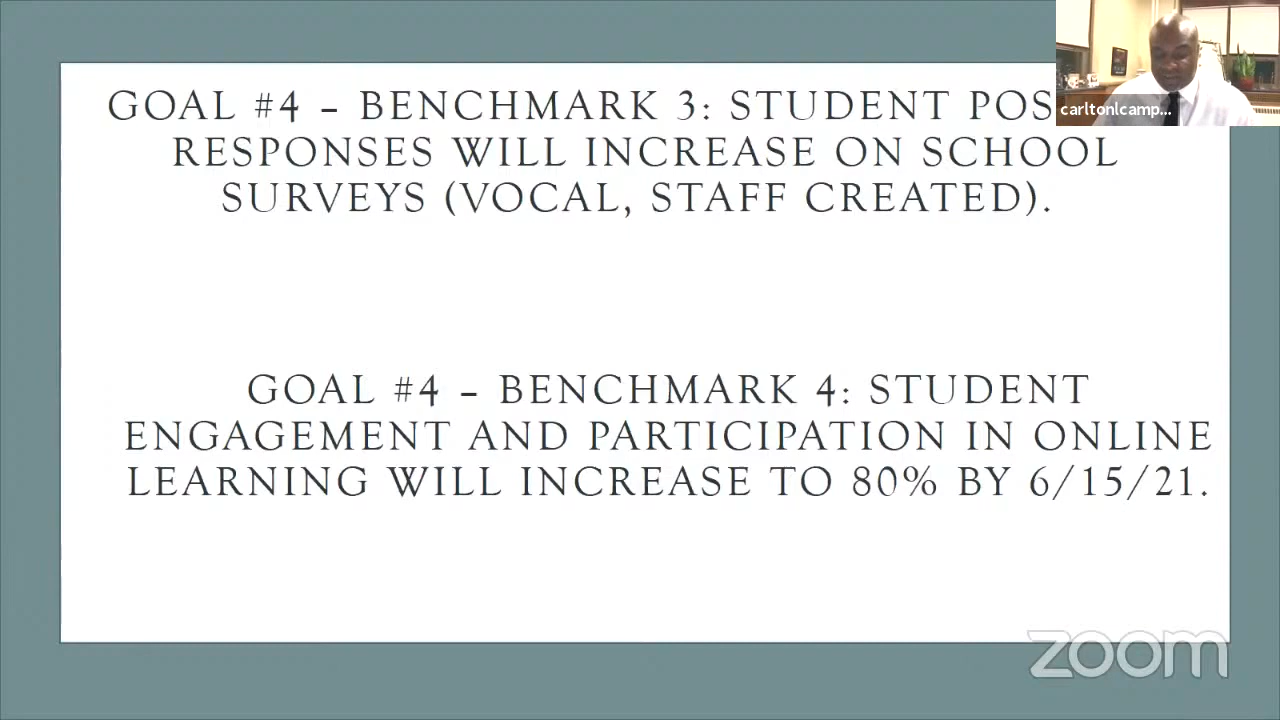 GOAL #4 – BENCHMARK 3: STUDENT POS
RESPONSES WILL INCREASE ON SCHOOL
SURVEYS (VOCAL, STAFF CREATED).
carltonlcamp...
GOAL #4 – BENCHMARK 4: STUDENT
ENGAGEMENT AND PARTICIPATION IN ONLINE
LEARNING WILL INCREASE TO 80% BY 6/15/21.
zoom